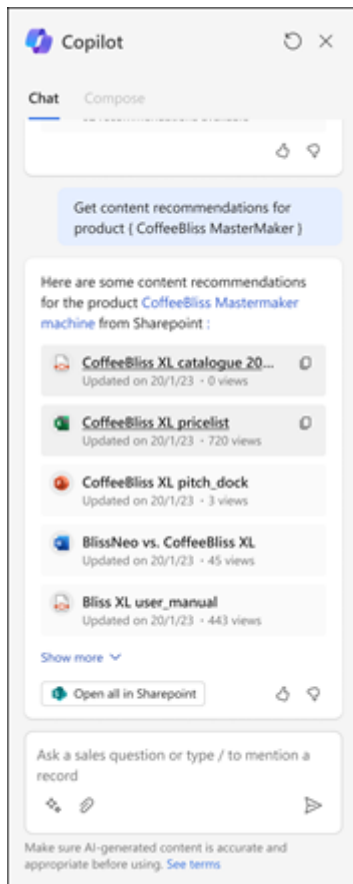 Copilot
Chat Compose
Get content recommendations for
product { CoffeeBliss MasterMaker }
Here are some content recommendations
for the product CoffeeBliss Mastermaker
machine from Sharepoint :
CoffeeBliss XL catalogue 20...
Updated on 20/1/23 • 0 views
CoffeeBliss XL pricelist
Updated on 20/1/23 • 720 views
CoffeeBliss XL pitch_dock
Updated on 20/1/23 • 3 views
BlissNeo vs. CoffeeBliss XL
Updated on 20/1/23 • 45 views
Bliss XL user_manual
Updated on 20/1/23 • 443 views
Show more
Open all in Sharepoint
Ask a sales question or type / to mention a
record
Make sure AI-generated content is accurate and
appropriate before using. See terms